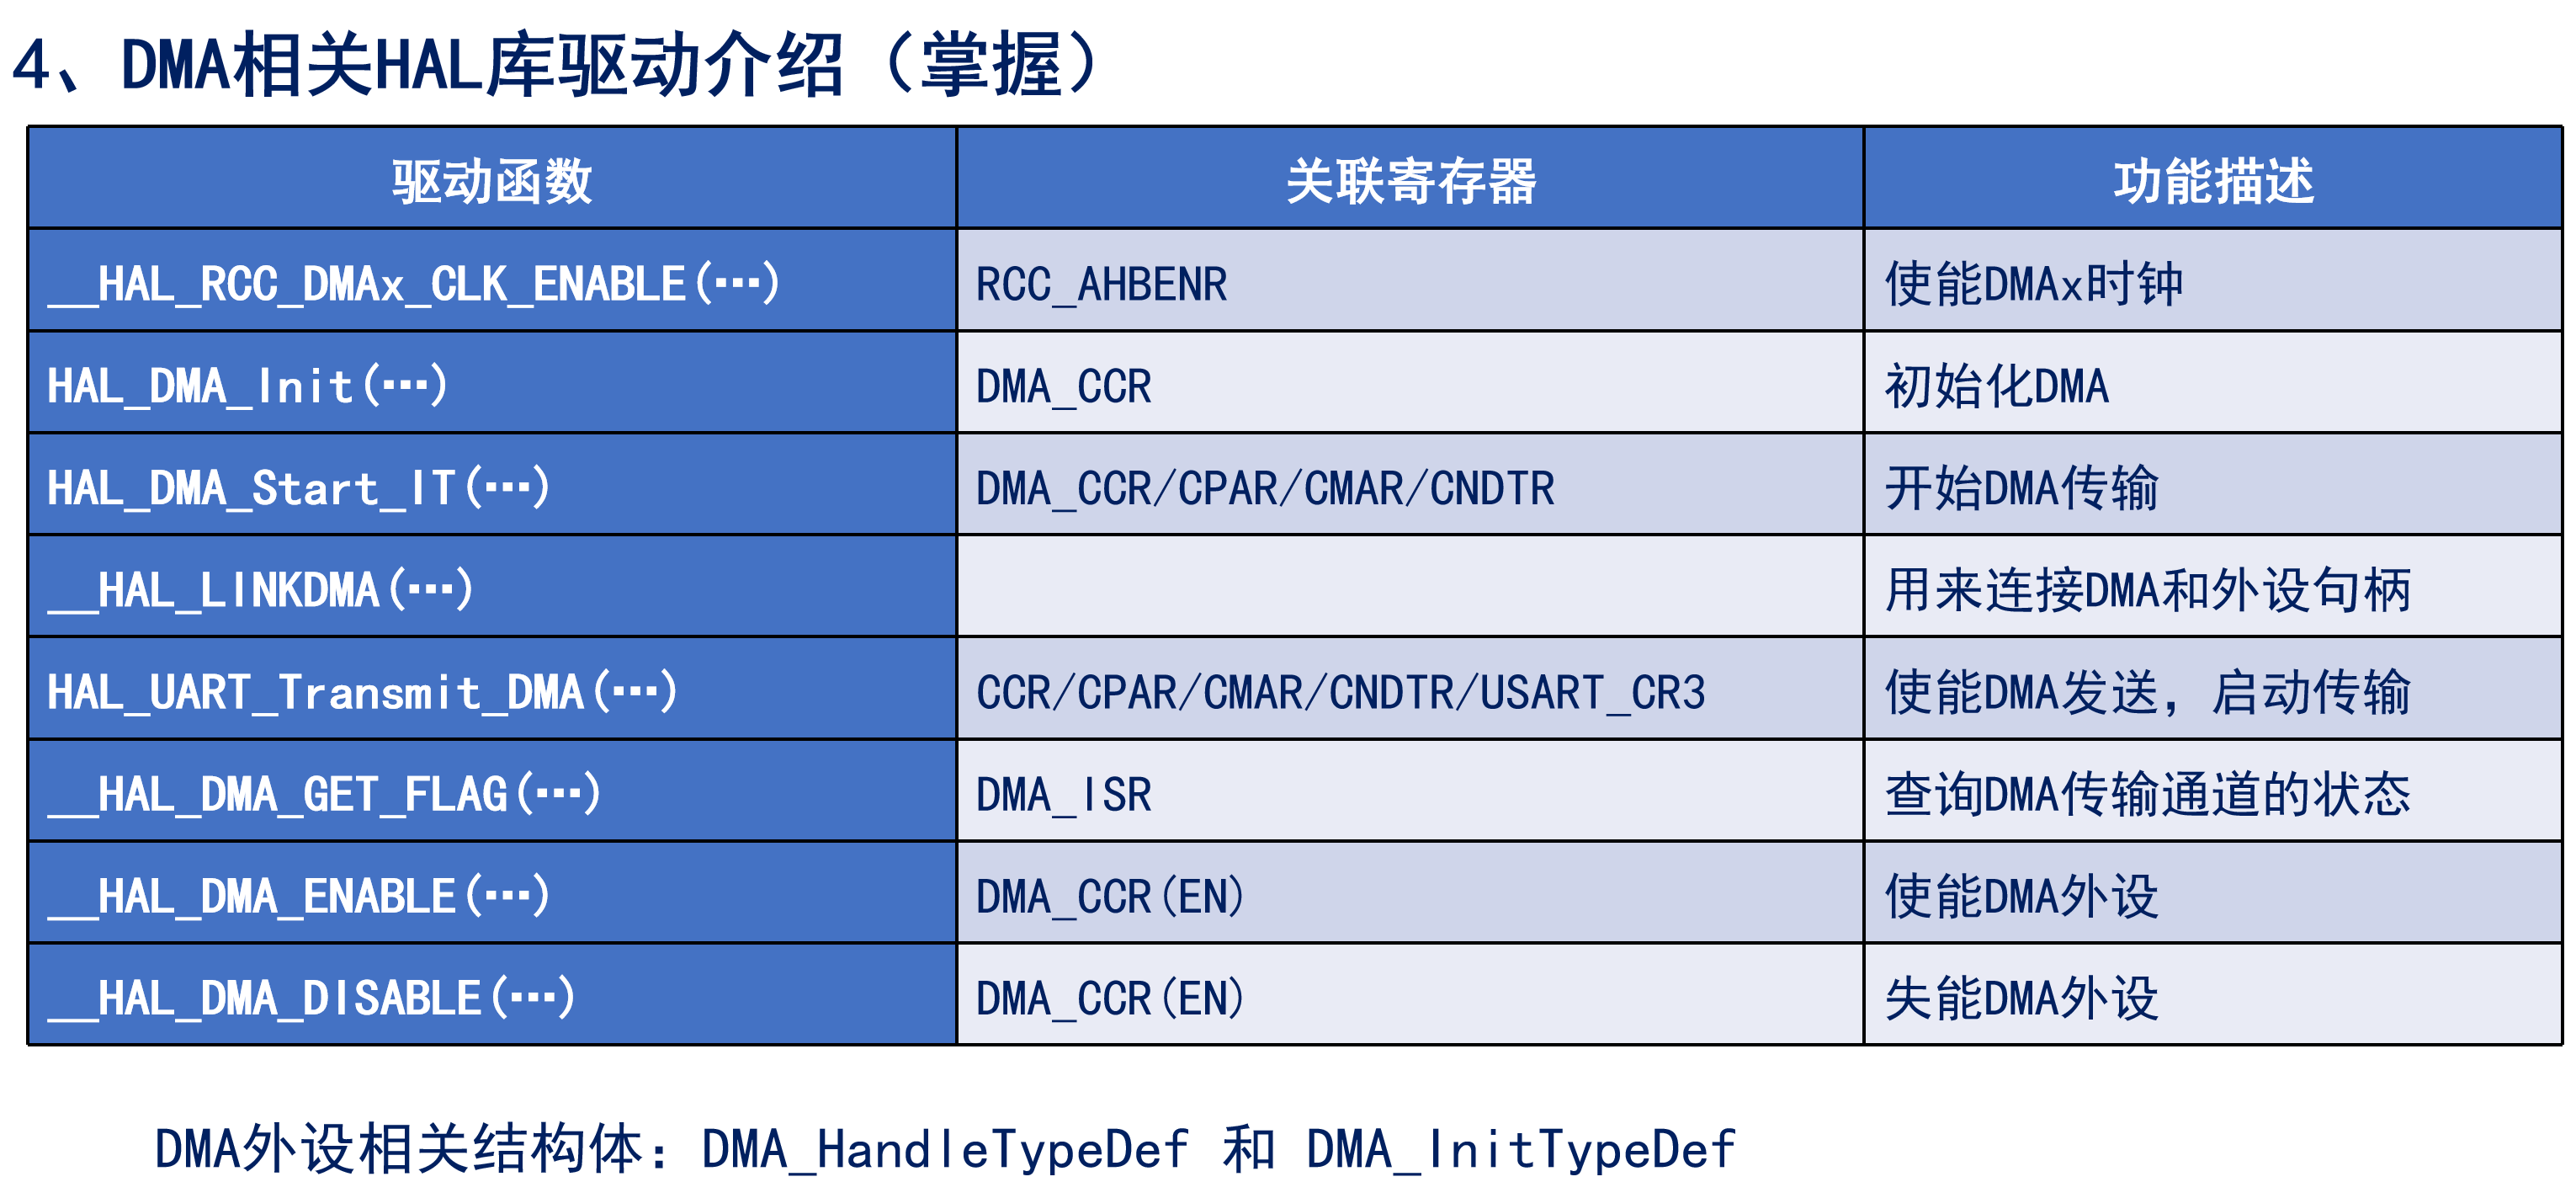 4、DMA相关HAL库驱动介绍（掌握）
驱动函数 关联寄存器 功能描述
__HAL_RCC_DMAx_CLK_ENABLE(…) RCC_AHBENR 使能DMAx时钟
HAL_DMA_Init(…) DMA_CCR 初始化DMA
HAL_DMA_Start_IT(…) DMA_CCR/CPAR/CMAR/CNDTR 开始DMA传输
__HAL_LINKDMA(…) 用来连接DMA和外设句柄
HAL_UART_Transmit_DMA(…) CCR/CPAR/CMAR/CNDTR/USART_CR3 使能DMA发送，启动传输
__HAL_DMA_GET_FLAG(…) DMA_ISR 查询DMA传输通道的状态
__HAL_DMA_ENABLE(…) DMA_CCR(EN) 使能DMA外设
__HAL_DMA_DISABLE(…) DMA_CCR(EN) 失能DMA外设
DMA外设相关结构体：DMA_HandleTypeDef 和 DMA_InitTypeDef